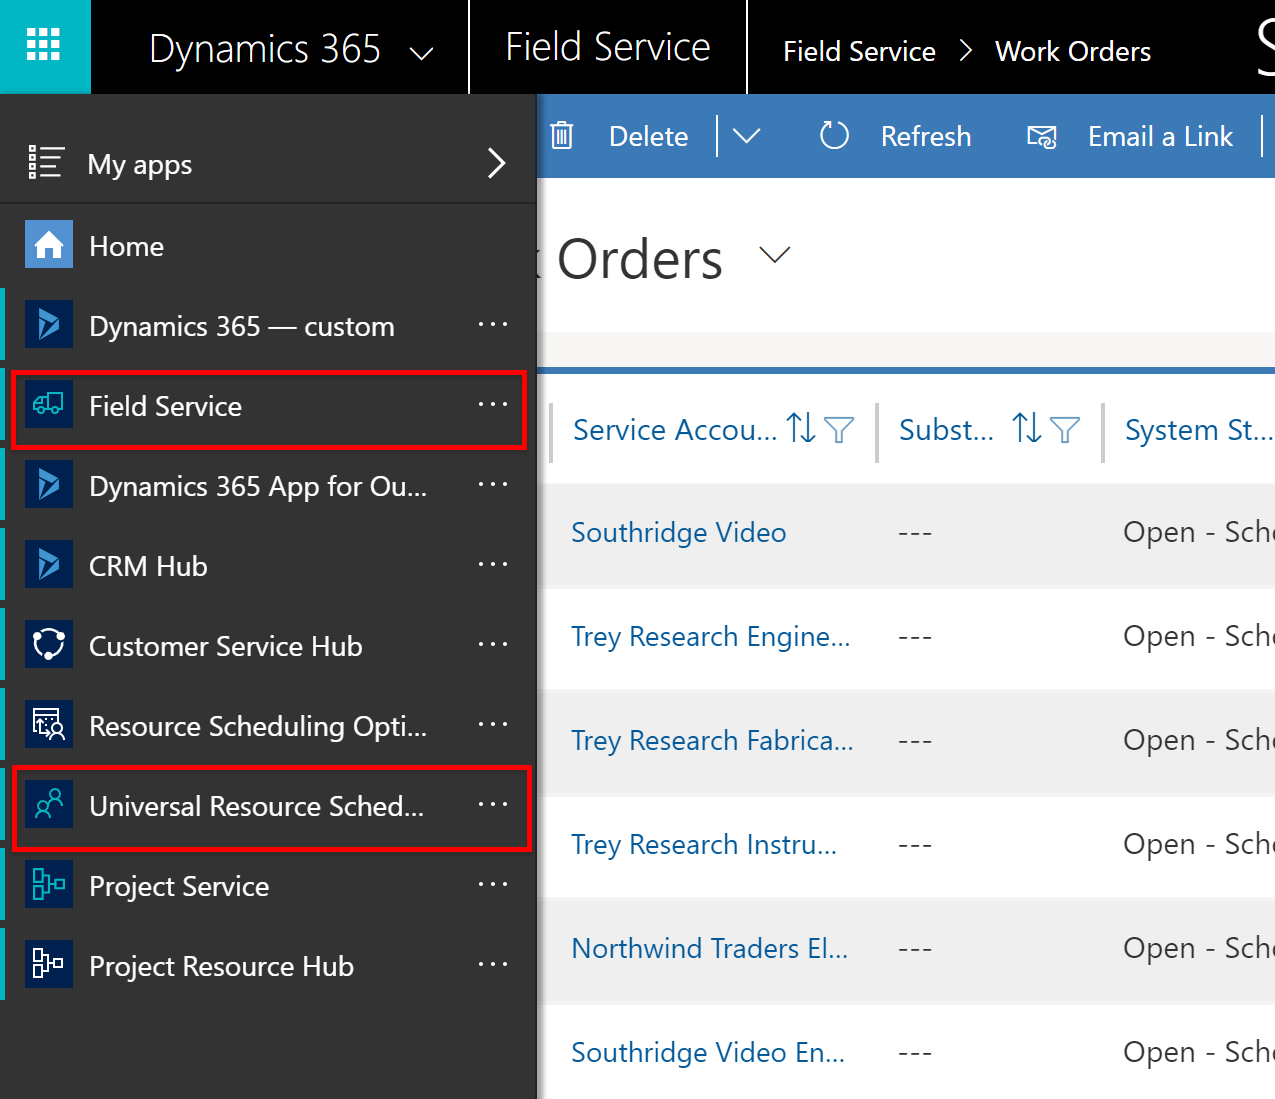 Dynamics 365
Field Service
Field Service > Work Orders
My apps
Home
Dynamics 365 — custom
Field Service
Dynamics 365 App for Ou...
CRM Hub
Customer Service Hub
Resource Scheduling Opti...
Universal Resource Sched...
Project Service
Project Resource Hub
Delete
Refresh
Email a Link
Orders
Service Accou... Subst... System St...
Southridge Video --- Open - Sch
Trey Research Engine... --- Open - Sch
Trey Research Fabrica... --- Open - Sch
Trey Research Instru... --- Open - Sch
Northwind Traders El... --- Open - Sch
Southridge Video En... --- Open - Sch